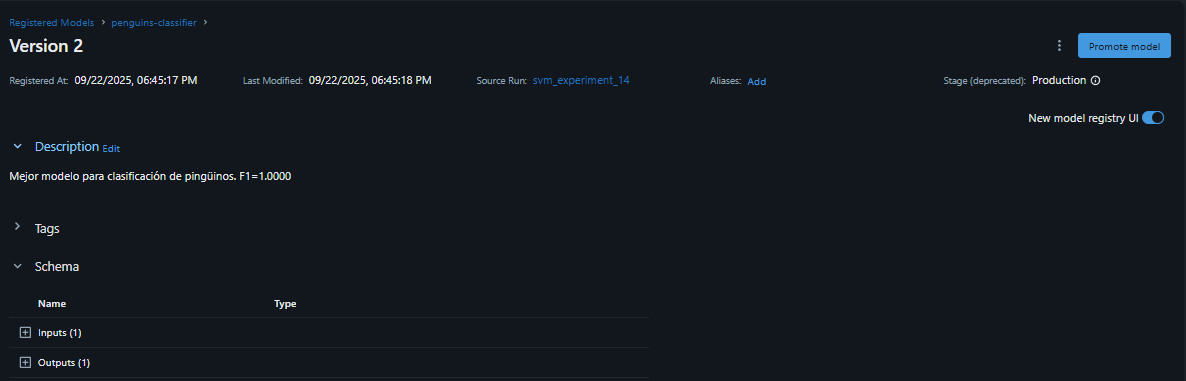 Registered Models > penguins-classifier >
Version 2
Promote model
Registered At: 09/22/2025, 06:45:17 PM Last Modified: 09/22/2025, 06:45:18 PM Source Run: svm_experiment_14 Aliases: Add Stage (deprecated): Production
New model registry UI
Description Edit
Mejor modelo para clasificación de pingüinos. F1=1.0000
Tags
Schema
Name Type
Inputs (1)
Outputs (1)